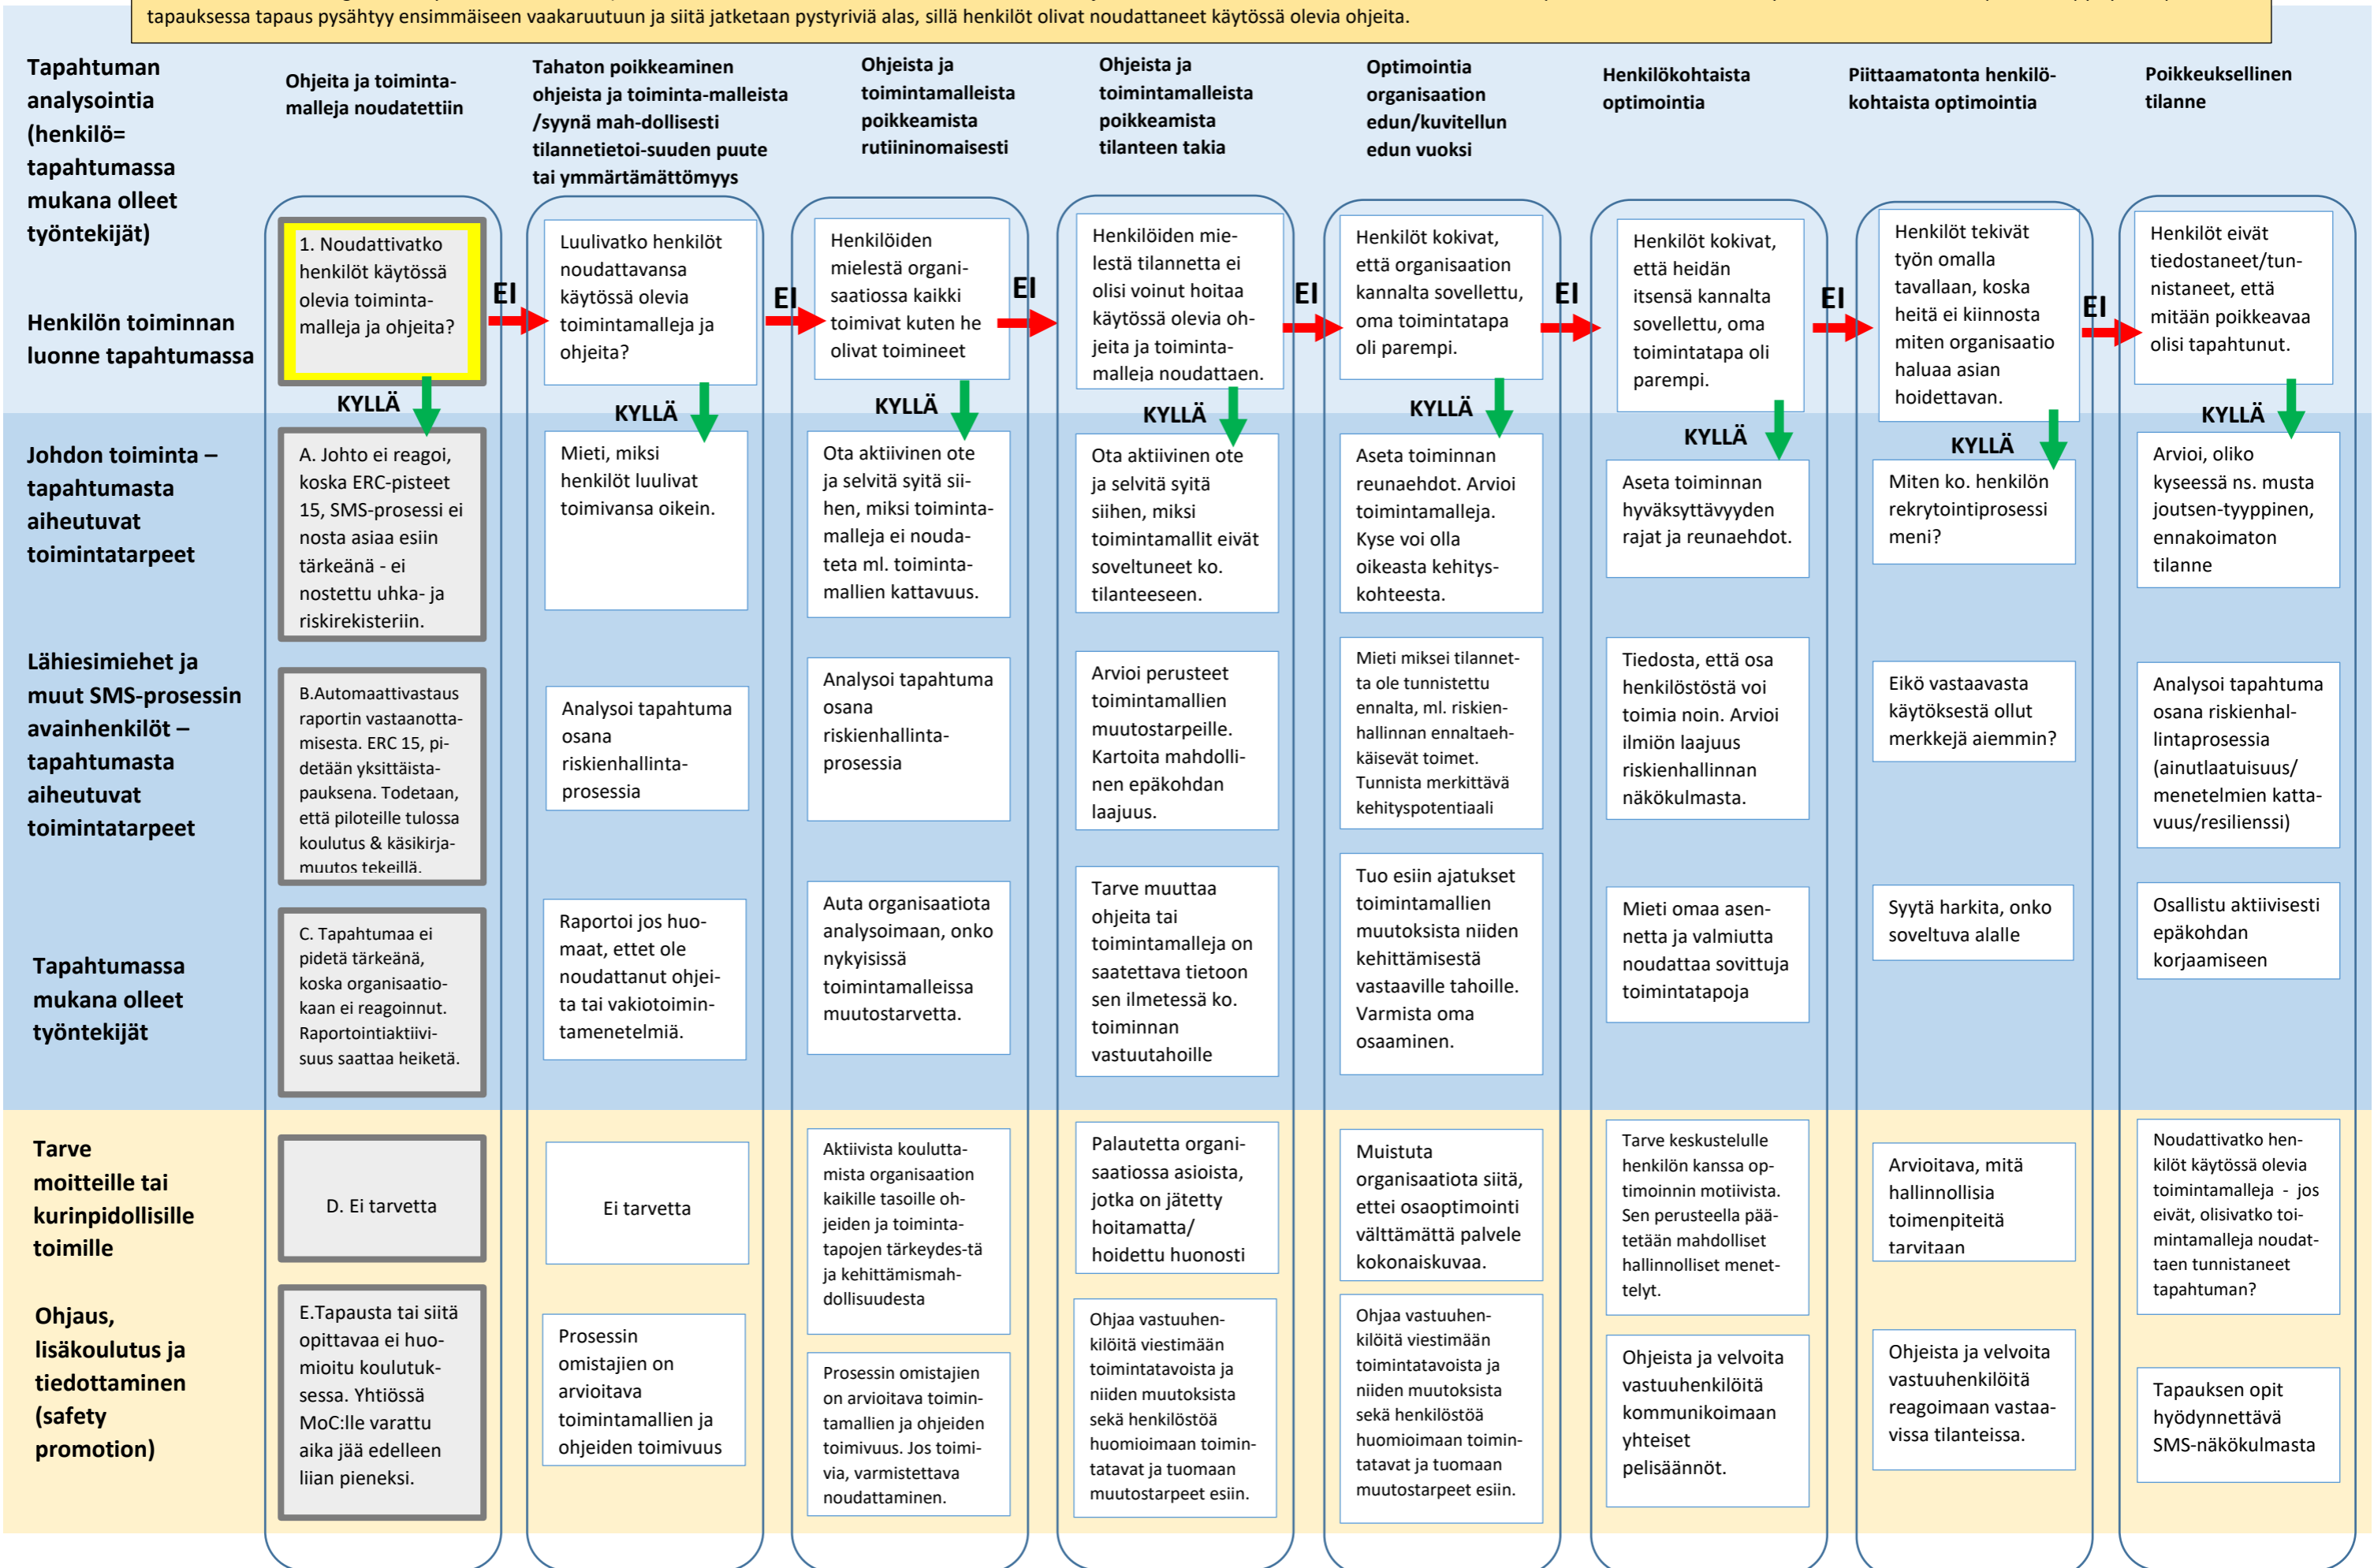 tapauksessa tapaus pysähtyy ensimmäiseen vaakaruutuun ja siitä jatketaan pystyriviä alas, sillä henkilöt olivat noudattaneet käytössä olevia ohjeita.
Tapahtuman
analysointia
(henkilö=
tapahtumassa
mukana olleet
työntekijät)
Ohjeita ja toiminta-
malleja noudatettiin
Tahaton poikkeaminen
ohjeista ja toiminta-malleista
/syynä mah-dollisesti
tilannetietoi-suuden puute
tai ymmärtämättömyys
Ohjeista ja
toimintamalleista
poikkeamista
rutiininomaisesti
Ohjeista ja
toimintamalleista
poikkeamista
tilanteen takia
Optimointia
organisaation
edun/kuvitellun
edun vuoksi
Henkilökohtaista
optimointia
Piittaamatonta henkilö-
kohtaista optimointia
Poikkeuksellinen
tilanne
Henkilön toiminnan
luonne tapahtumassa
1. Noudattivatko
henkilöt käytössä
olevia toiminta-
malleja ja ohjeita?
EI
Luulivatko henkilöt
noudattavansa
käytössä olevia
toimintamalleja ja
ohjeita?
EI
Henkilöiden
mielestä organi-
saatiossa kaikki
toimivat kuten he
olivat toimineet
EI
Henkilöiden mie-
lestä tilannetta ei
olisi voinut hoitaa
käytössä olevia oh-
jeita ja toiminta-
malleja noudattaen.
EI
Henkilöt kokivat,
että organisaation
kannalta sovellettu,
oma toimintatapa
oli parempi.
EI
Henkilöt kokivat,
että heidän
itsensä kannalta
sovellettu, oma
toimintatapa oli
parempi.
EI
Henkilöt tekivät
työn omalla
tavallaan, koska
heitä ei kiinnosta
miten organisaatio
haluaa asian
hoidettavan.
EI
Henkilöt eivät
tiedostaneet/tun-
nistaneet, että
mitään poikkeavaa
olisi tapahtunut.
KYLLÄ
KYLLÄ
KYLLÄ
KYLLÄ
KYLLÄ
KYLLÄ
KYLLÄ
KYLLÄ
Johdon toiminta –
tapahtumasta
aiheutuvat
toimintatarpeet
A. Johto ei reagoi,
koska ERC-pisteet
15, SMS-prosessi ei
nosta asiaa esiin
tärkeänä - ei
nostettu uhka- ja
riskirekisteriin.
Mieti, miksi
henkilöt luulivat
toimivansa oikein.
Ota aktiivinen ote
ja selvitä syitä sii-
hen, miksi toiminta-
malleja ei nouda-
teta ml. toiminta-
mallien kattavuus.
Ota aktiivinen ote
ja selvitä syitä
siihen, miksi
toimintamallit eivät
soveltuneet ko.
tilanteeseen.
Aseta toiminnan
reunaehdot. Arvioi
toimintamalleja.
Kyse voi olla
oikeasta kehitys-
kohteesta.
Aseta toiminnan
hyväksyttävyyden
rajat ja reunaehdot.
Miten ko. henkilön
rekrytointiprosessi
meni?
Arvioi, oliko
kyseessä ns. musta
joutsen-tyyppinen,
ennakoimaton
tilanne
Lähiesimiehet ja
muut SMS-prosessin
avainhenkilöt –
tapahtumasta
aiheutuvat
toimintatarpeet
B.Automaattivastaus
raportin vastaanotta-
misesta. ERC 15, pi-
detään yksittäista-
pauksena. Todetaan,
että piloteille tulossa
koulutus & käsikirja-
muutos tekeillä.
Analysoi tapahtuma
osana
riskienhallinta-
prosessia
Analysoi tapahtuma
osana
riskienhallinta-
prosessia
Arvioi perusteet
toimintamallien
muutostarpeille.
Kartoita mahdolli-
nen epäkohdan
laajuus.
Mieti miksei tilannet-
ta ole tunnistettu
ennalta, ml. riskien-
hallinnan ennaltaeh-
käisevät toimet.
Tunnista merkittävä
kehityspotentiaali
Tiedosta, että osa
henkilöstöstä voi
toimia noin. Arvioi
ilmiön laajuus
riskienhallinnan
näkökulmasta.
Eikö vastaavasta
käytöksestä ollut
merkkejä aiemmin?
Analysoi tapahtuma
osana riskienhal-
lintaprosessia
(ainutlaatuisuus/
menetelmien katta-
vuus/resilienssi)
Tapahtumassa
mukana olleet
työntekijät
C. Tapahtumaa ei
pidetä tärkeänä,
koska organisaatio-
kaan ei reagoinnut.
Raportointiaktiivi-
suus saattaa heiketä.
Raportoi jos huo-
maat, ettet ole
noudattanut ohjei-
ta tai vakiotoimin-
tamenetelmiä.
Auta organisaatiota
analysoimaan, onko
nykyisissä
toimintamalleissa
muutostarvetta.
Tarve muuttaa
ohjeita tai
toimintamalleja on
saatettava tietoon
sen ilmetessä ko.
toiminnan
vastuutahoille
Tuo esiin ajatukset
toimintamallien
muutoksista niiden
kehittämisestä
vastaaville tahoille.
Varmista oma
osaaminen.
Mieti omaa asen-
netta ja valmiutta
noudattaa sovittuja
toimintatapoja
Syytä harkita, onko
soveltuva alalle
Osallistu aktiivisesti
epäkohdan
korjaamiseen
Tarve
moitteille tai
kurinpidollisille
toimille
D. Ei tarvetta
Ei tarvetta
Aktiivista koulutta-
mista organisaation
kaikille tasoille oh-
jeiden ja toiminta-
tapojen tärkeydes-tä
ja kehittämismah-
dollisuudesta
Palautetta organi-
saatiossa asioista,
jotka on jätetty
hoitamatta/
hoidettu huonosti
Muistuta
organisaatiota siitä,
ettei osaoptimointi
välttämättä palvele
kokonaiskuvaa.
Tarve keskustelulle
henkilön kanssa op-
timoinnin motiivista.
Sen perusteella pää-
tetään mahdolliset
hallinnolliset menet-
telyt.
Arvioitava, mitä
hallinnollisia
toimenpiteitä
tarvitaan
Noudattivatko hen-
kilöt käytössä olevia
toimintamalleja - jos
eivät, olisivatko toi-
mintamalleja noudat-
taen tunnistaneet
tapahtuman?
Ohjaus,
lisäkoulutus ja
tiedottaminen
(safety
promotion)
E.Tapausta tai siitä
opittavaa ei huo-
mioitu koulutuk-
sessa. Yhtiössä
MoC:lle varattu
aika jää edelleen
liian pieneksi.
Prosessin
omistajien on
arvioitava
toimintamallien ja
ohjeiden toimivuus
Prosessin omistajien
on arvioitava toimin-
tamallien ja ohjeiden
toimivuus. Jos toimi-
via, varmistettava
noudattaminen.
Ohjaa vastuuhen-
kilöitä viestimään
toimintatavoista ja
niiden muutoksista
sekä henkilöstöä
huomioimaan toimin-
tatavat ja tuomaan
muutostarpeet esiin.
Ohjaa vastuuhen-
kilöitä viestimään
toimintatavoista ja
niiden muutoksista
sekä henkilöstöä
huomioimaan toimin-
tatavat ja tuomaan
muutostarpeet esiin.
Ohjeista ja velvoita
vastuuhenkilöitä
kommunikoimaan
yhteiset
pelisäännöt.
Ohjeista ja velvoita
vastuuhenkilöitä
reagoimaan vastaa-
vissa tilanteissa.
Tapauksen opit
hyödynnettävä
SMS-näkökulmasta